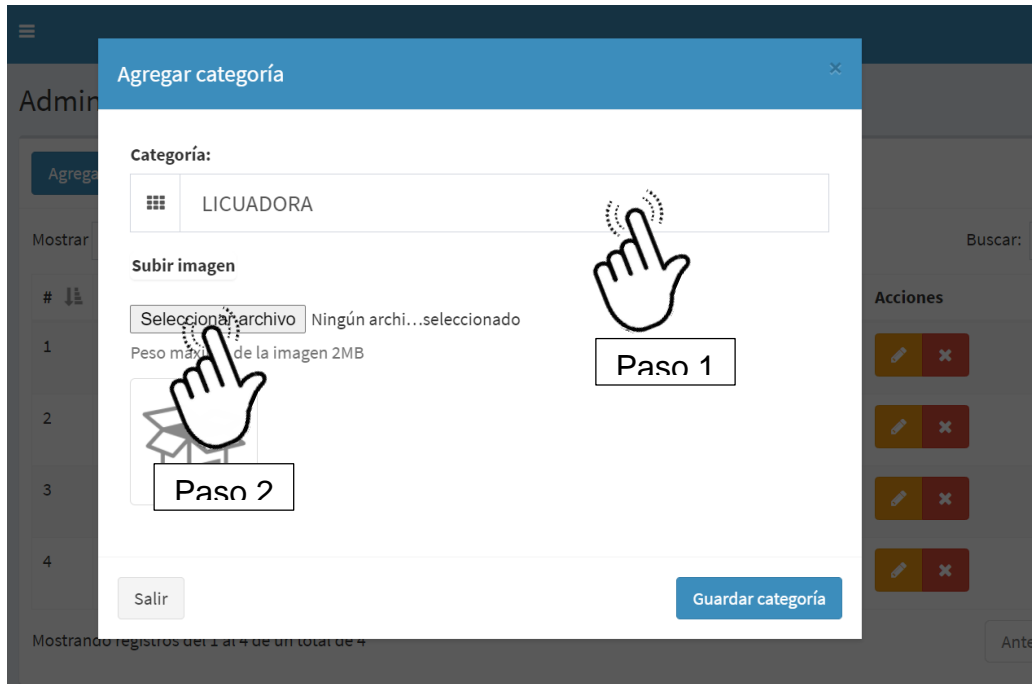 Agregar categoría
×
Admin
Categoría:
Agrega
LICUADORA
Mostrar
Buscar:
Subir imagen
#
Acciones
Seleccionar archivo Ningún archi...seleccionado
1
Peso máximo de la imagen 2MB
Paso 1
2
3
Paso 2
4
Salir
Guardar categoría
Mostrando registros del 1 al 4 de un total de 4
Ante